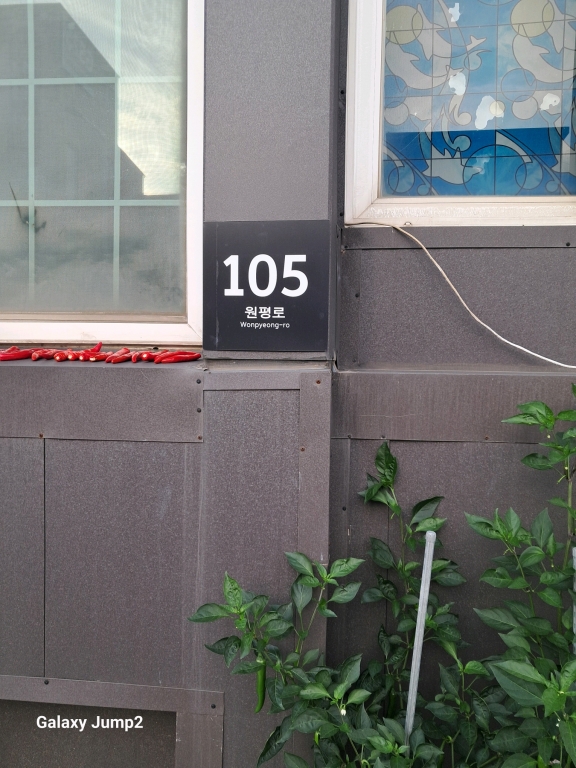 105
원평로
Wonpyeong-ro
Galaxy Jump2